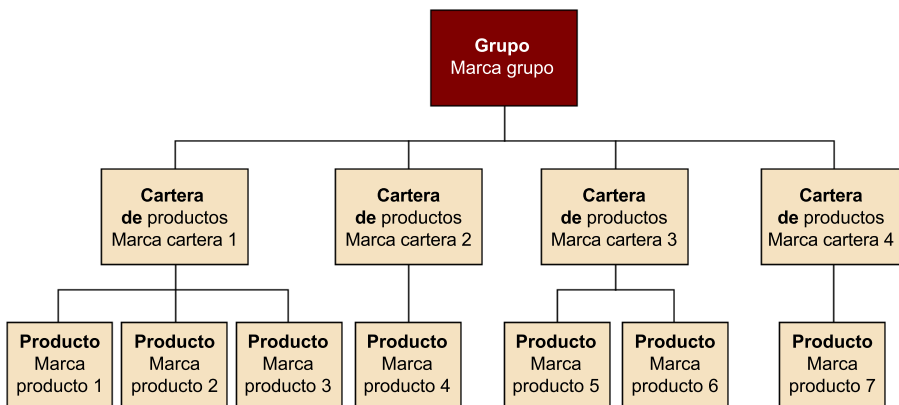 Grupo
Marca grupo
Cartera
de productos
Marca cartera 1
Cartera
de productos
Marca cartera 2
Cartera
de productos
Marca cartera 3
Cartera
de productos
Marca cartera 4
Producto
Marca
producto 1
Producto
Marca
producto 2
Producto
Marca
producto 3
Producto
Marca
producto 4
Producto
Marca
producto 5
Producto
Marca
producto 6
Producto
Marca
producto 7